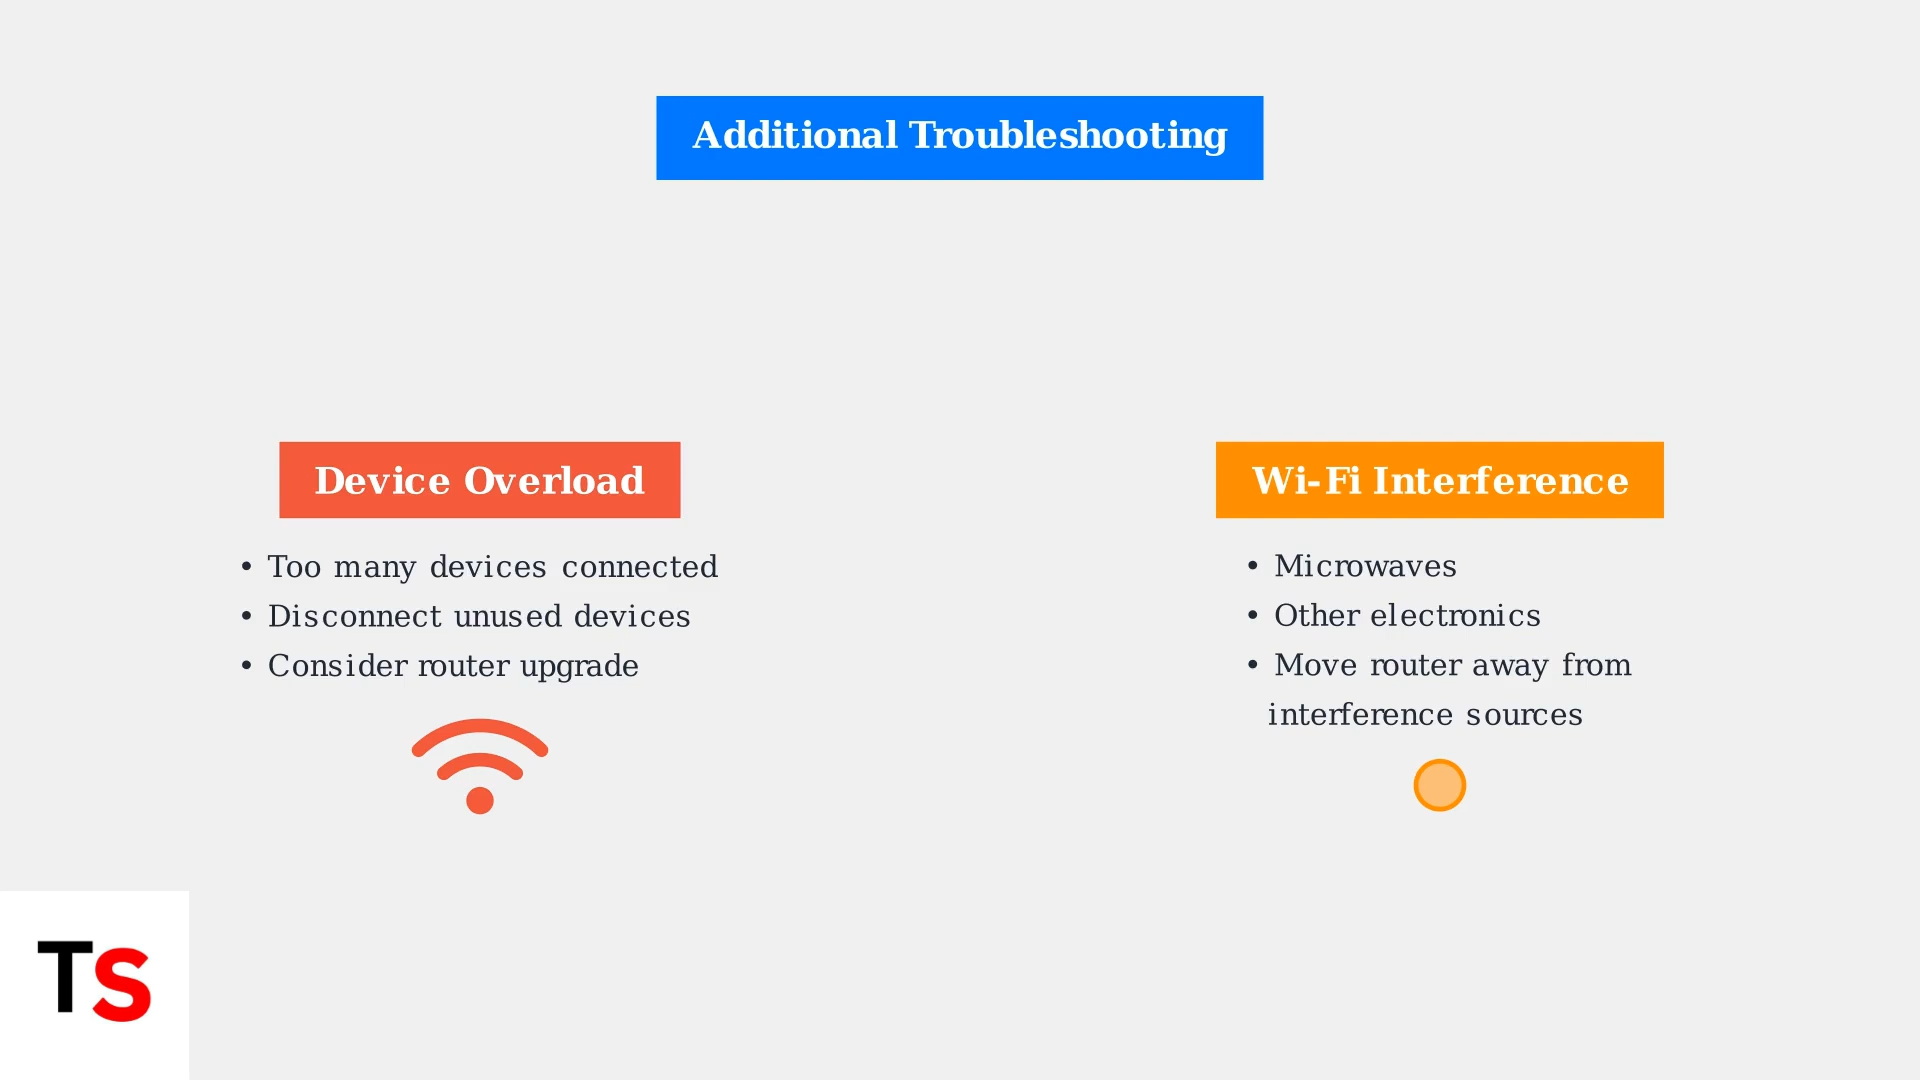 Additional Troubleshooting
Device Overload
• Too many devices connected
• Disconnect unused devices
• Consider router upgrade
Wi-Fi Interference
• Microwaves
• Other electronics
• Move router away from
interference sources
TS